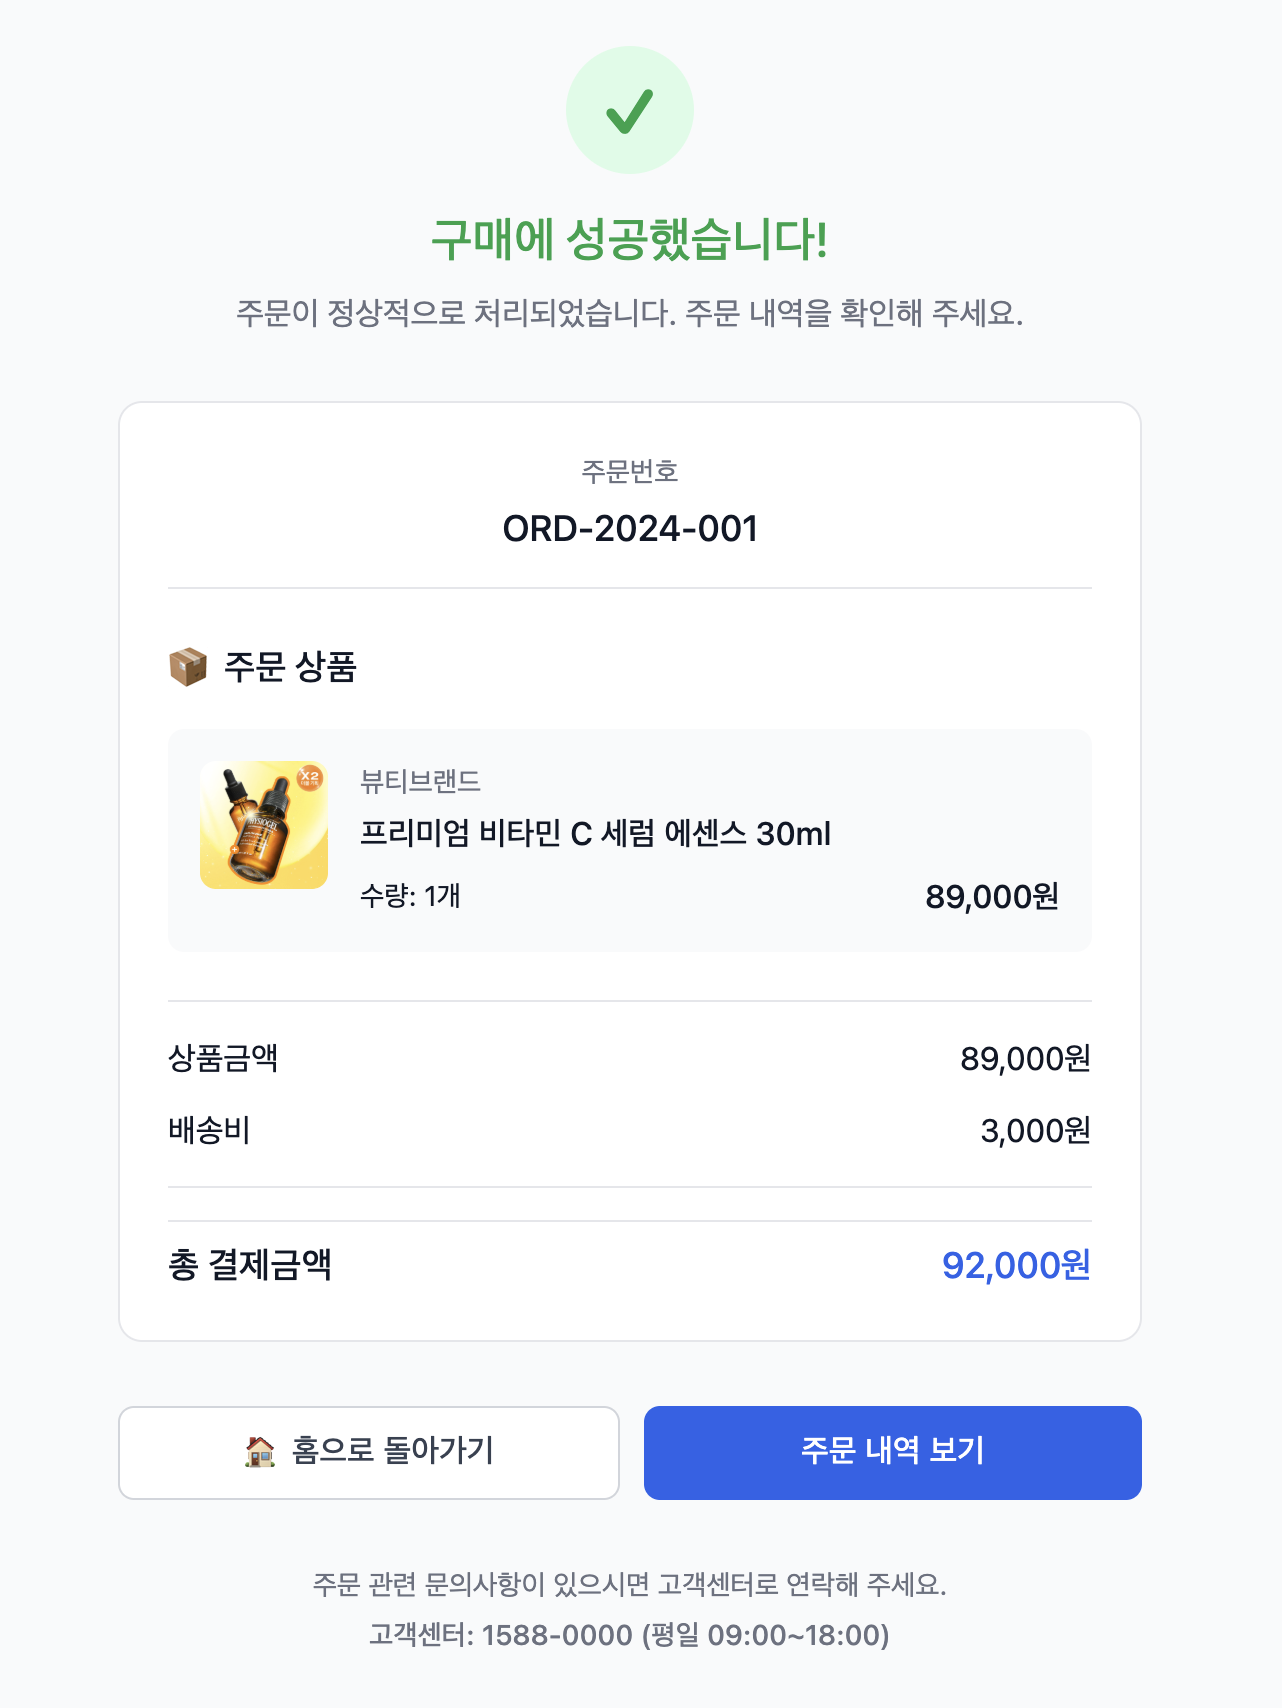 구매에 성공했습니다!
주문이 정상적으로 처리되었습니다. 주문 내역을 확인해 주세요.
주문번호
ORD-2024-001
주문 상품
X2
뷰티브랜드
프리미엄 비타민 C 세럼 에센스 30ml
PHYSIOGEL
수량: 1개
89,000원
상품금액
89,000원
배송비
3,000원
총 결제금액
92,000원
홈으로 돌아가기
주문 내역 보기
주문 관련 문의사항이 있으시면 고객센터로 연락해 주세요.
고객센터: 1588-0000 (평일 09:00~18:00)